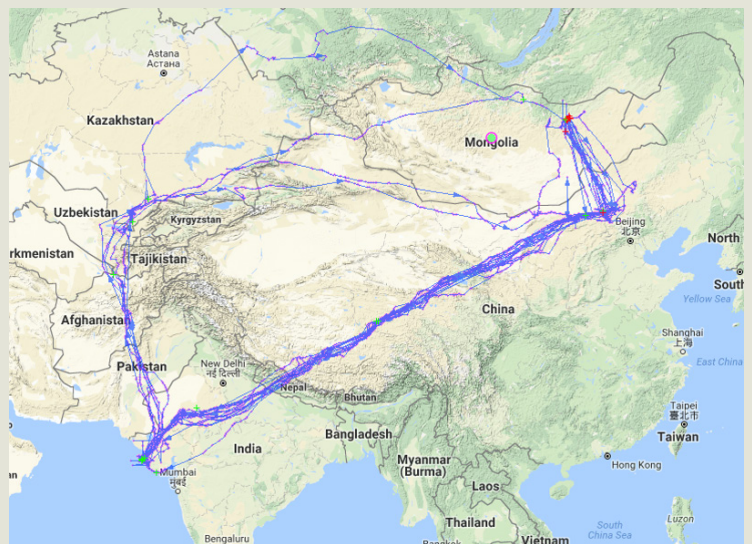 Astana
Астана
Kazakhstan
Mongolia
Uzbekistan
Kyrgyzstan
Beijing
北京
North
rkmenistan
Tajikistan
South
Yellow Sea
China
Afghanistan
Shanghai
上海
East China
Pakistan
New Delhi
नई दिल्ली
Nepal
Bhutan
Taipei
臺北市
Taiwan
Bangladesh
India
Mumbai
मुंबई
Hong Kong
an
Myanmar
(Burma)
Laos
Luzon
Thailand
South
China Sea
Bengaluru
Bangkok
Vietnam